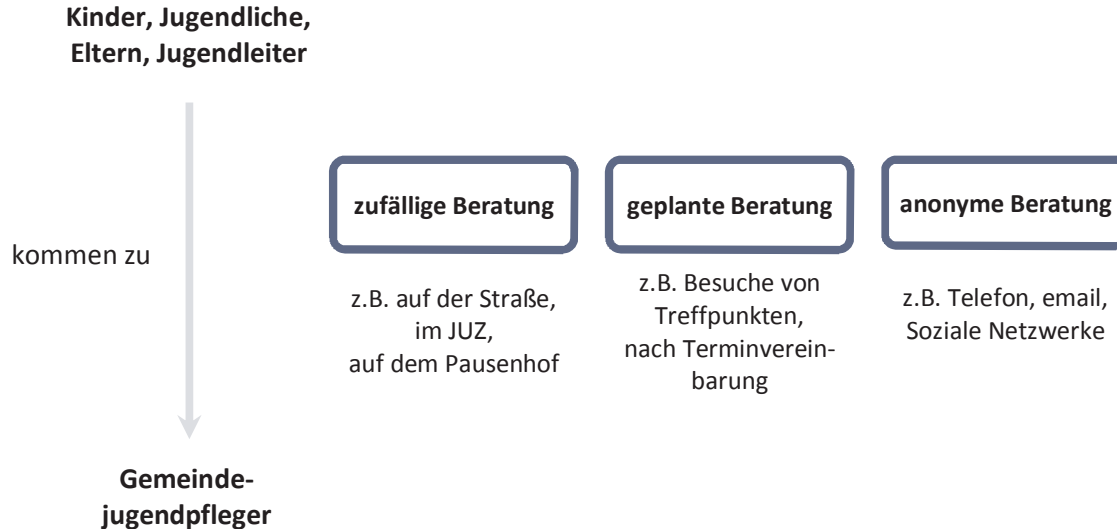 Kinder, Jugendliche,
Eltern, Jugendleiter
kommen zu
zufällige Beratung
z.B. auf der Straße,
im JUZ,
auf dem Pausenhof
geplante Beratung
z.B. Besuche von
Treffpunkten,
nach Terminverein-
barung
anonyme Beratung
z.B. Telefon, email,
Soziale Netzwerke
Gemeinde-
jugendpfleger